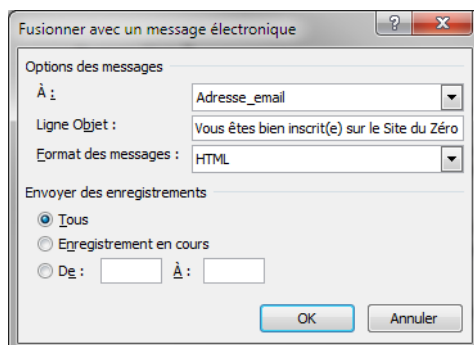 Fusionner avec un message électronique
Options des messages
À : Adresse_email
Ligne Objet : Vous êtes bien inscrit(e) sur le Site du Zéro
Format des messages : HTML
Envoyer des enregistrements
Tous
Enregistrement en cours
De : À :
OK Annuler